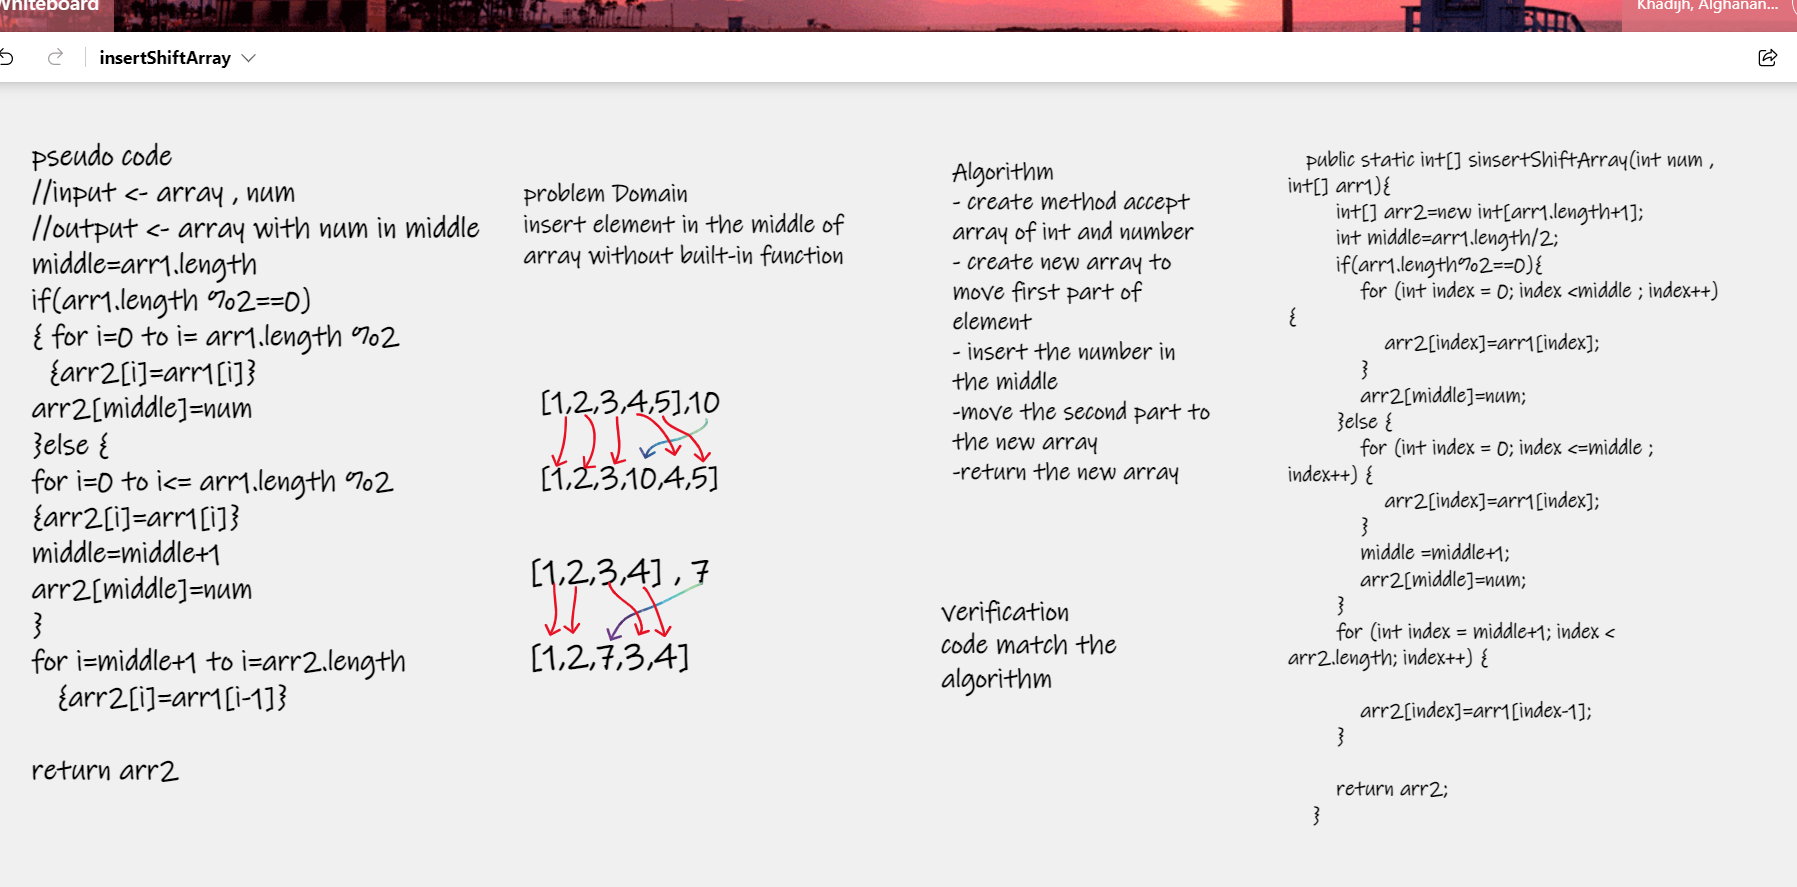 Whiteboard
Khadijh, Alghanan...
insertShiftArray
pseudo code
//input <- array , num
//output <- array with num in middle
middle=arr1.length
if(arr1.length %2==0)
{ for i=0 to i= arr1.length %2
{arr2[i]=arr1[i]}
arr2[middle]=num
}else {
for i=0 to i<= arr1.length %2
{arr2[i]=arr1[i]}
middle=middle+1
arr2[middle]=num
}
for i=middle+1 to i=arr2.length
{arr2[i]=arr1[i-1]}
return arr2
problem Domain
insert element in the middle of
array without built-in function
[1,2,3,4,5],10
[1,2,3,10,4,5]
[1,2,3,4] , 7
[1,2,7,3,4]
Algorithm
- create method accept
array of int and number
- create new array to
move first part of
element
- insert the number in
the middle
-move the second part to
the new array
-return the new array
verification
code match the
algorithm
public static int[] sinsertShiftArray(int num ,
int[] arr1){
int[] arr2=new int[arr1.length+1];
int middle=arr1.length/2;
if(arr1.length%2==0){
for (int index = 0; index <middle ; index++)
{
arr2[index]=arr1[index];
}
arr2[middle]=num;
}else {
for (int index = 0; index <=middle ;
index++) {
arr2[index]=arr1[index];
}
middle =middle+1;
arr2[middle]=num;
}
for (int index = middle+1; index <
arr2.length; index++) {
arr2[index]=arr1[index-1];
}
return arr2;
}